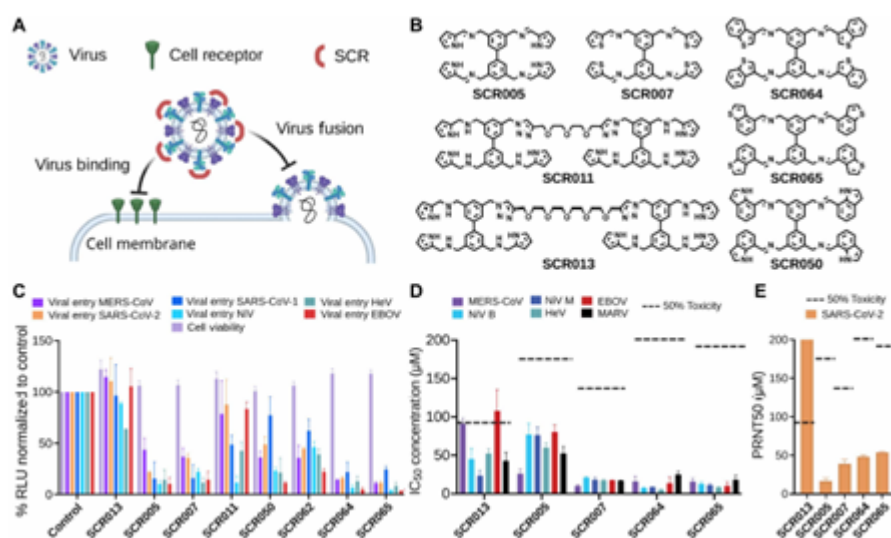 A
Virus
Cell receptor
SCR
Virus binding
Virus fusion
Cell membrane
B
SCR005
SCR007
SCR064
SCR011
SCR065
SCR013
SCR050
C
Viral entry MERS-CoV
Viral entry SARS-CoV-1
Viral entry HeV
Viral entry SARS-CoV-2
Viral entry NiV
Viral entry EBOV
Cell viability
% RLU normalized to control
150
100
50
0
Control
SCR013
SCR005
SCR007
SCR011
SCR050
SCR062
SCR064
SCR065
D
MERS-CoV
NiV M
EBOV
50% Toxicity
NiV B
HeV
MARV
IC50 concentration (µM)
200
150
100
50
0
SCR013
SCR005
SCR007
SCR064
SCR065
E
50% Toxicity
SARS-CoV-2
PRNT50 (µM)
200
150
100
50
0
SCR013
SCR005
SCR007
SCR064
SCR065